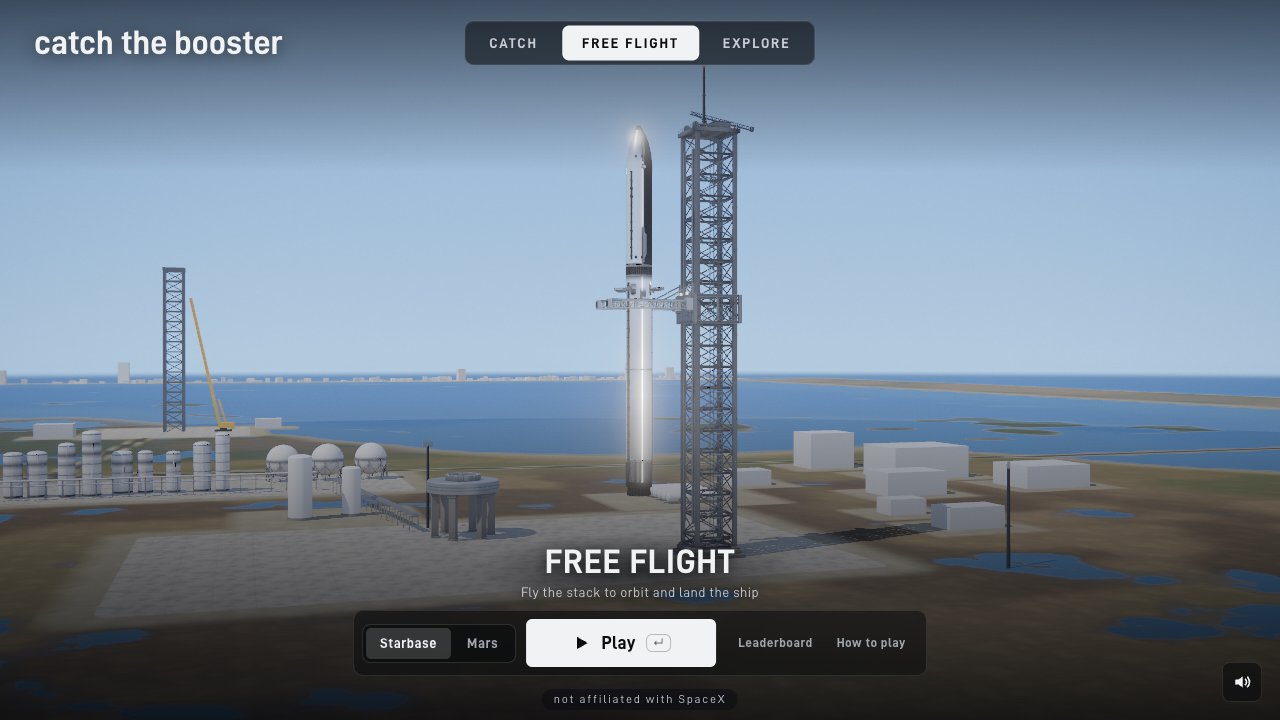 catch the booster
CATCH
FREE FLIGHT
EXPLORE
FREE FLIGHT
Fly the stack to orbit and land the ship
Starbase
Mars
Play
Leaderboard
How to play
not affiliated with SpaceX